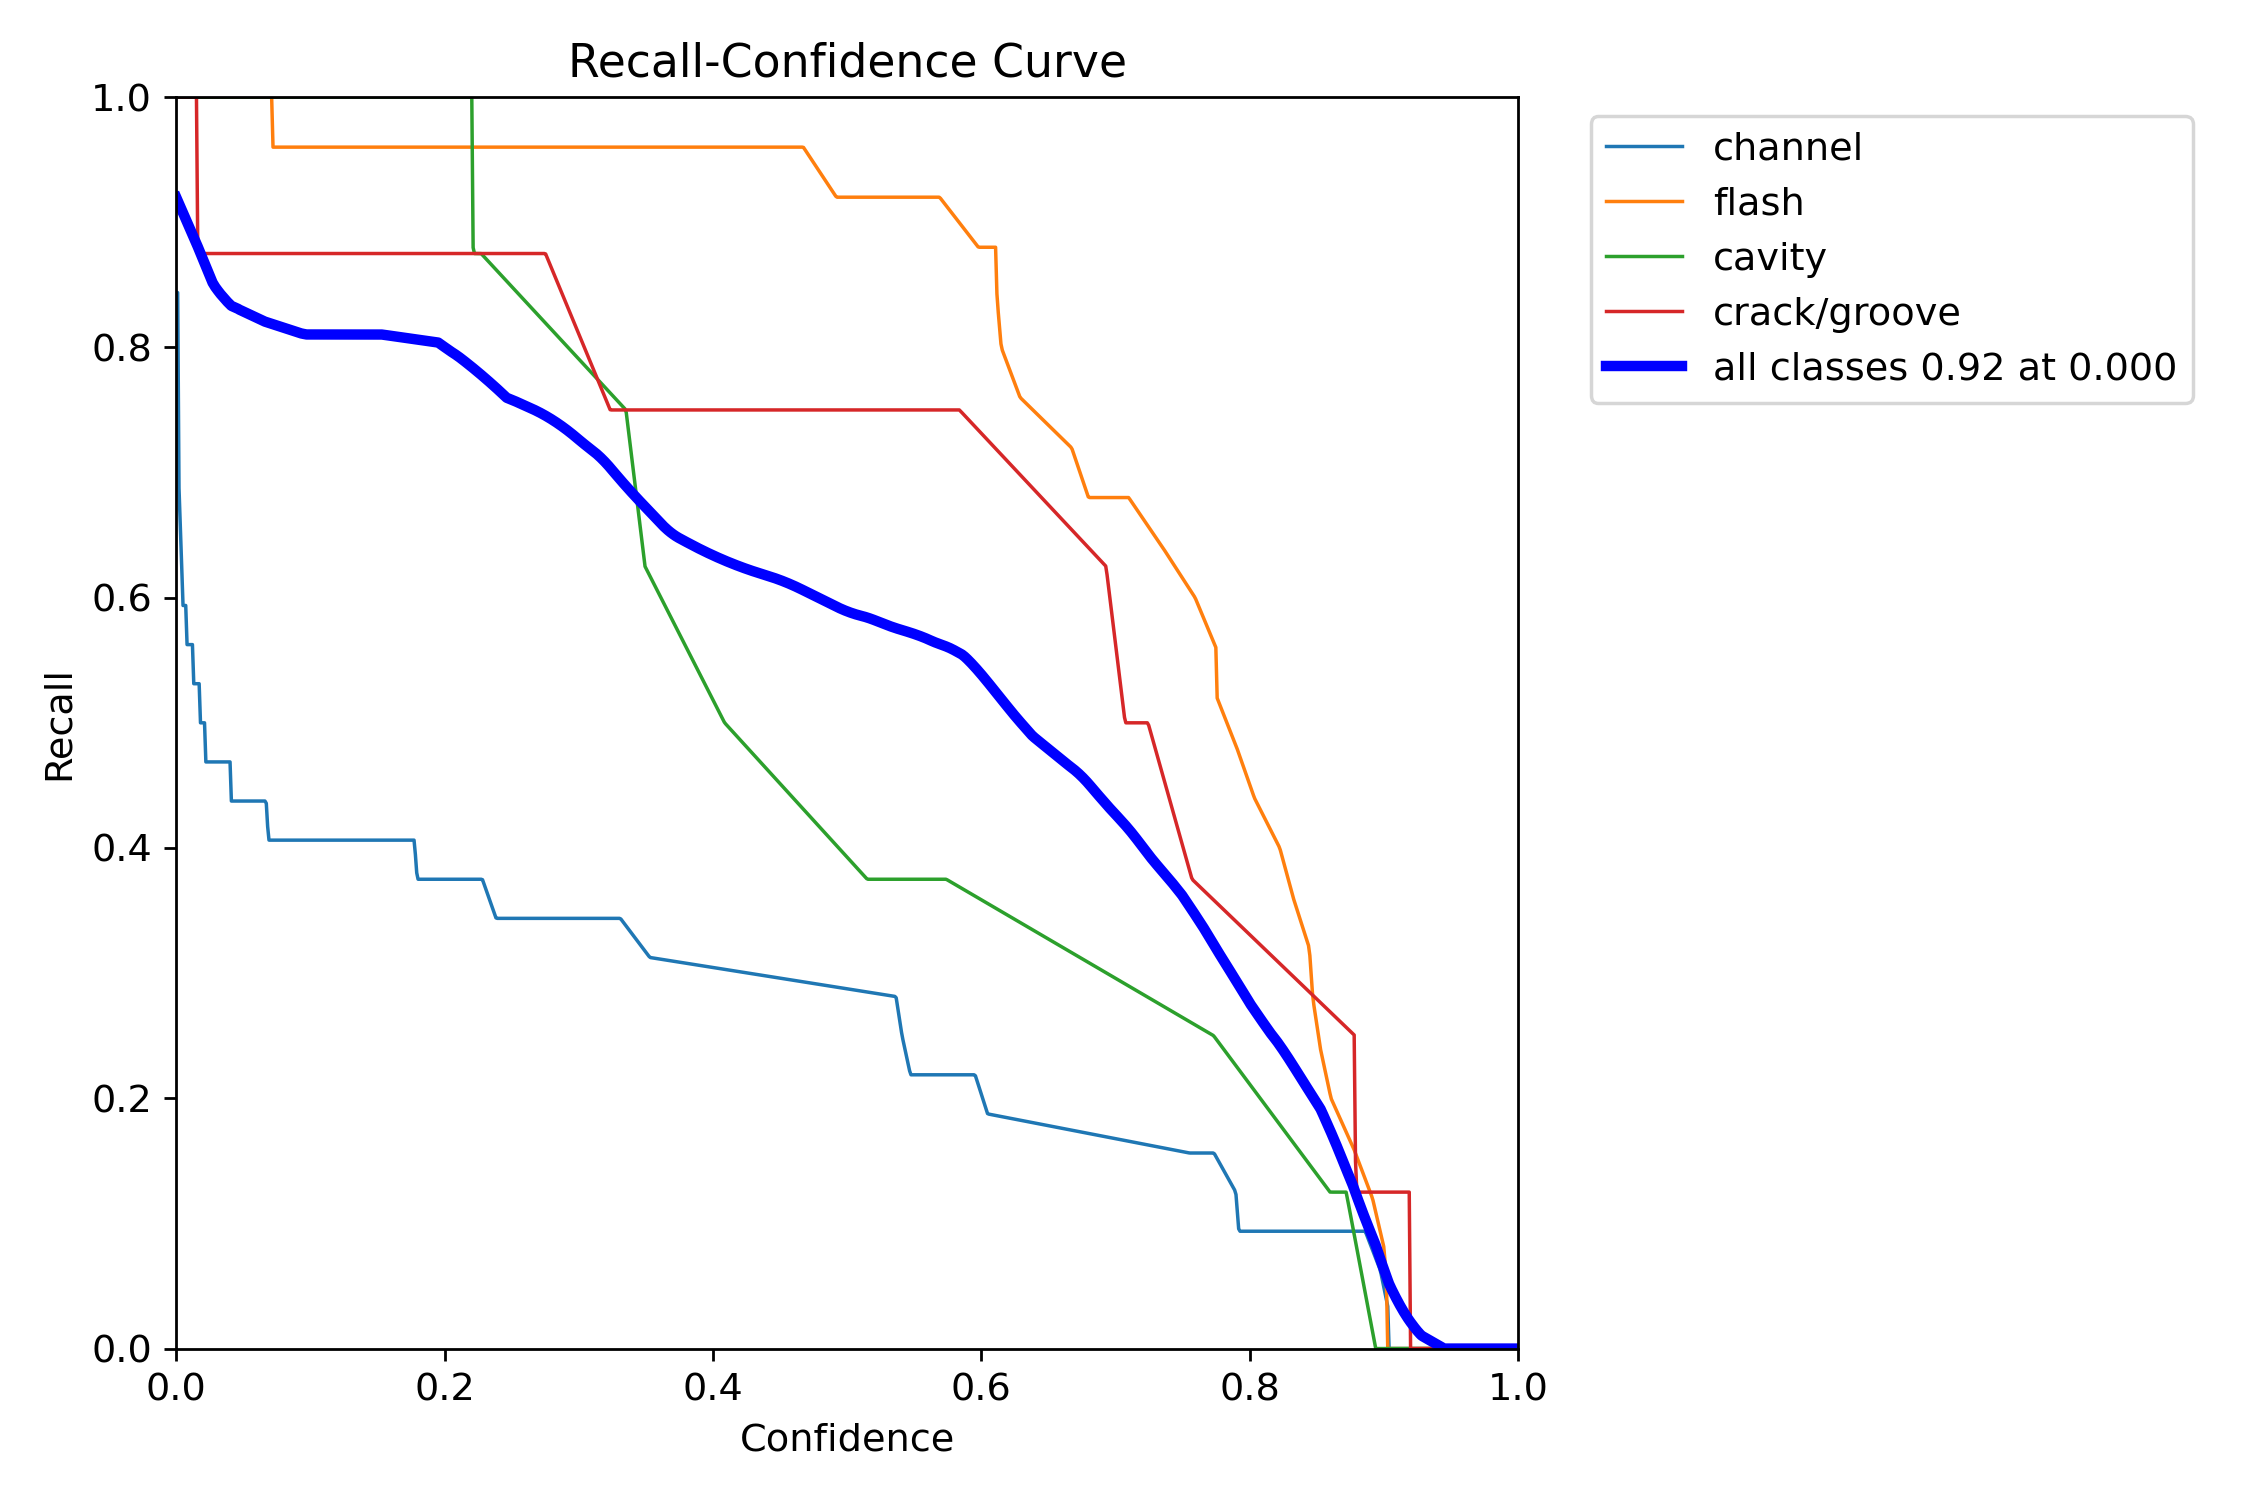 Recall-Confidence Curve
1.0
0.8
0.6
0.4
0.2
0.0
Recall
0.0 0.2 0.4 0.6 0.8 1.0
Confidence
channel
flash
cavity
crack/groove
all classes 0.92 at 0.000